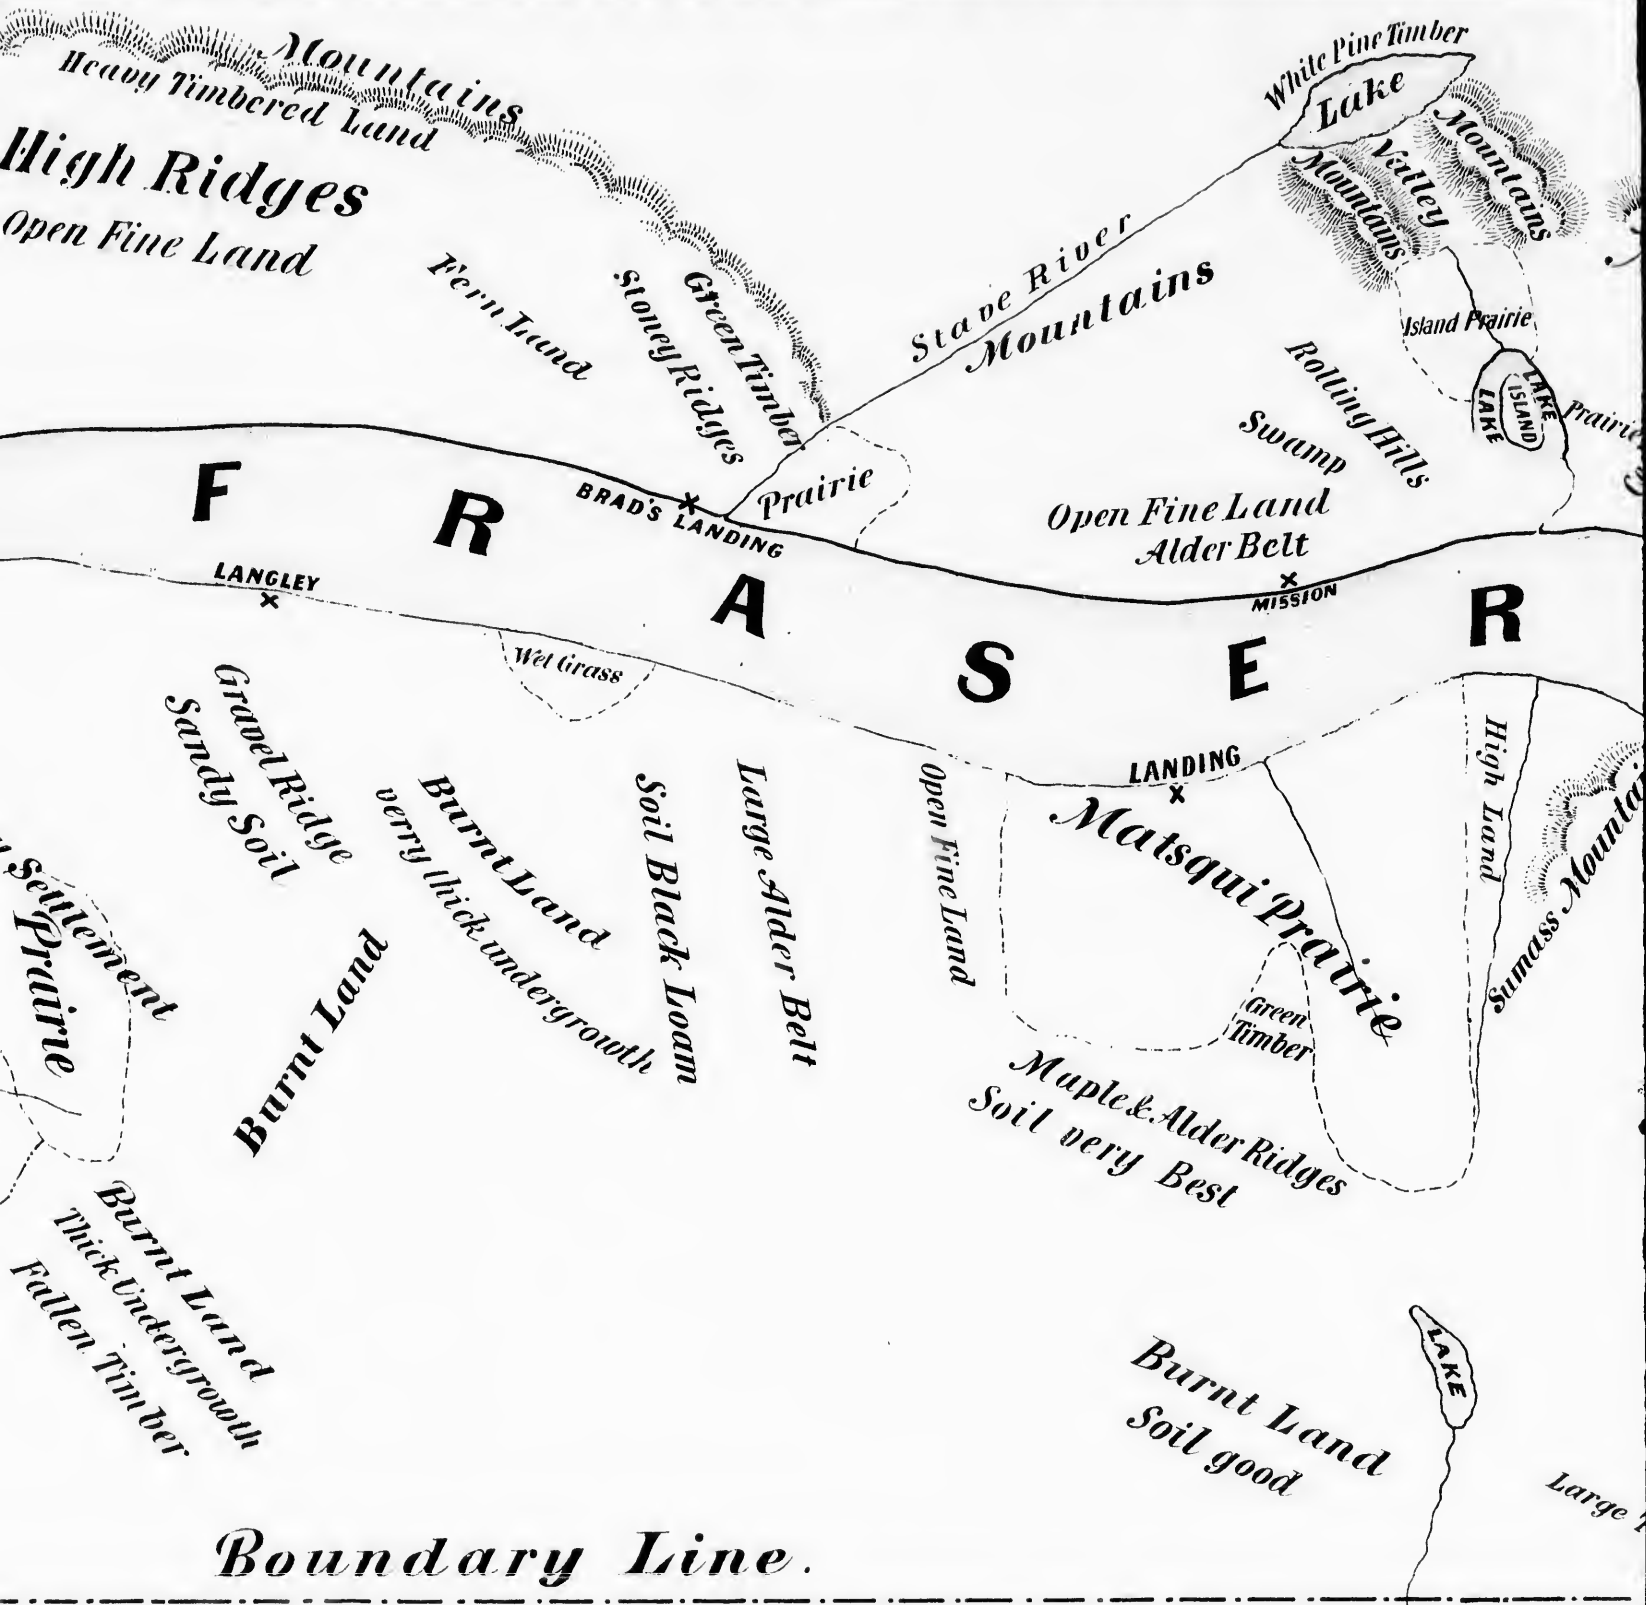 Mountains
Heavy Timbered Land
High Ridges
Open Fine Land
Fern Land
Stoney Ridges
Green Timber
White Pine Timber
Lake
Mountains
Valley
Mountains
Stave River
Mountains
Island Prairie
Rolling Hills
Swamp
LAKE
ISLAND
LAKE
Prairie
Open Fine Land
Alder Belt
Prairie
BRAD'S LANDING
MISSION
FRASER
LANGLEY
Wet Grass
Gravel Ridge
Sandy Soil
Burnt Land
verry thick undergrowth
Soil Black Loam
Large Alder Belt
Open Fine Land
LANDING
Matsqui Prairie
High Land
Sumass
Green
Timber
Maple & Alder Ridges
Soil very Best
Settlement
Prairie
Burnt Land
Burnt Land
Thick Undergrowth
Fallen Timber
LAKE
Burnt Land
Soil good
Large
Boundary Line.